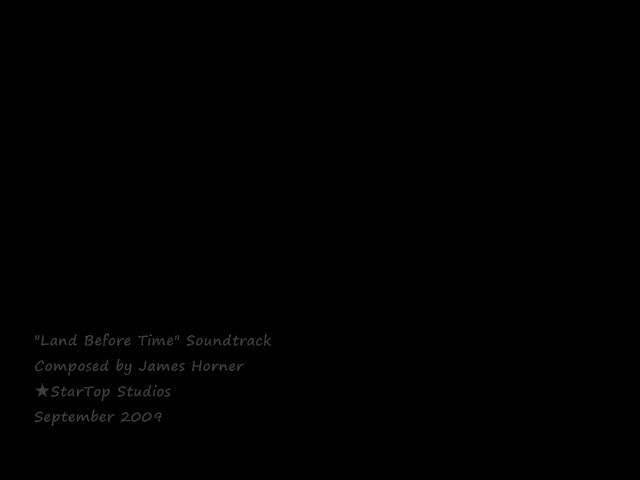 "Land Before Time" Soundtrack
Composed by James Horner
★StarTop Studios
September 2009